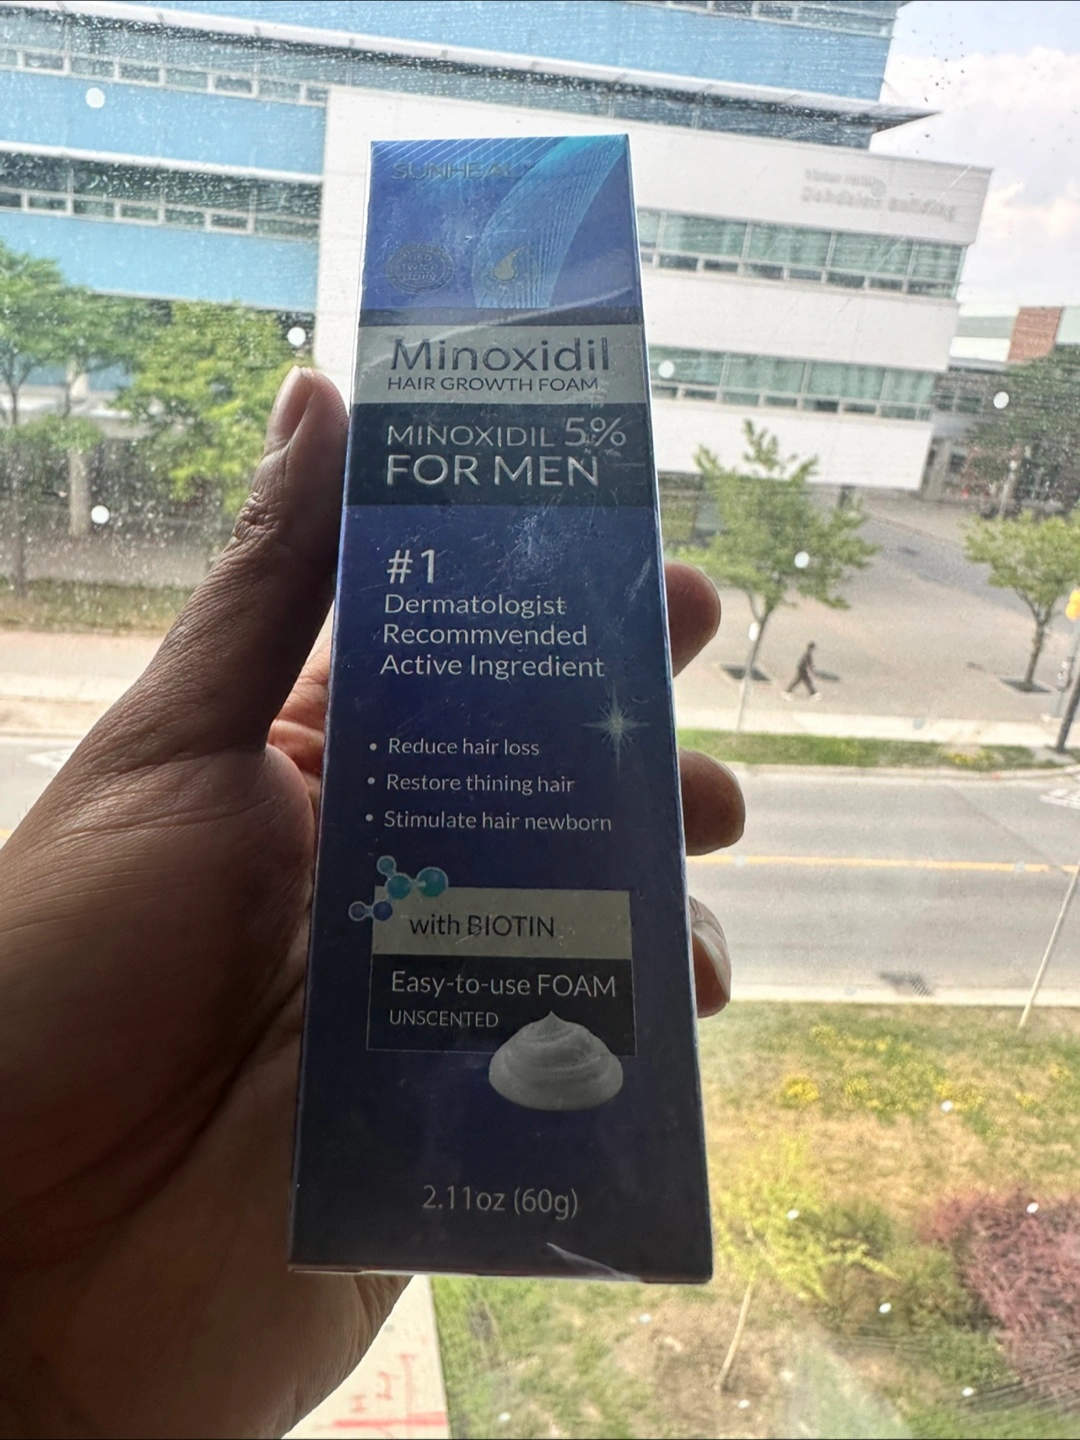 Minoxidil
HAIR GROWTH FOAM
MINOXIDIL 5%
FOR MEN
#1
Dermatologist
Recommvended
Active Ingredient
• Reduce hair loss
• Restore thining hair
• Stimulate hair newborn
with BIOTIN
Easy-to-use FOAM
UNSCENTED
2.11oz (60g)